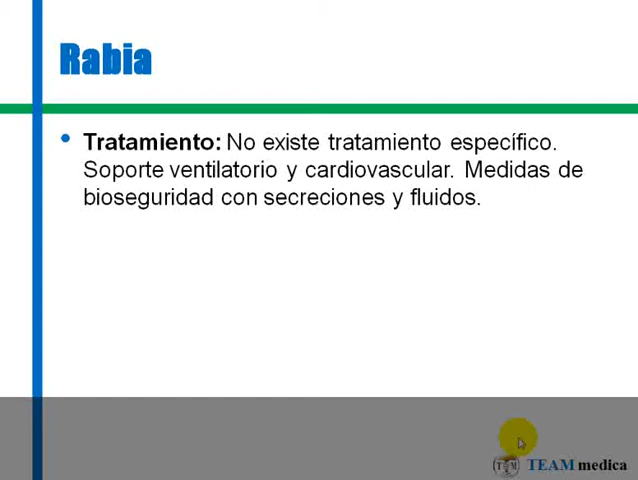 Rabia
• Tratamiento: No existe tratamiento específico.
Soporte ventilatorio y cardiovascular. Medidas de
bioseguridad con secreciones y fluidos.
TEAM medica